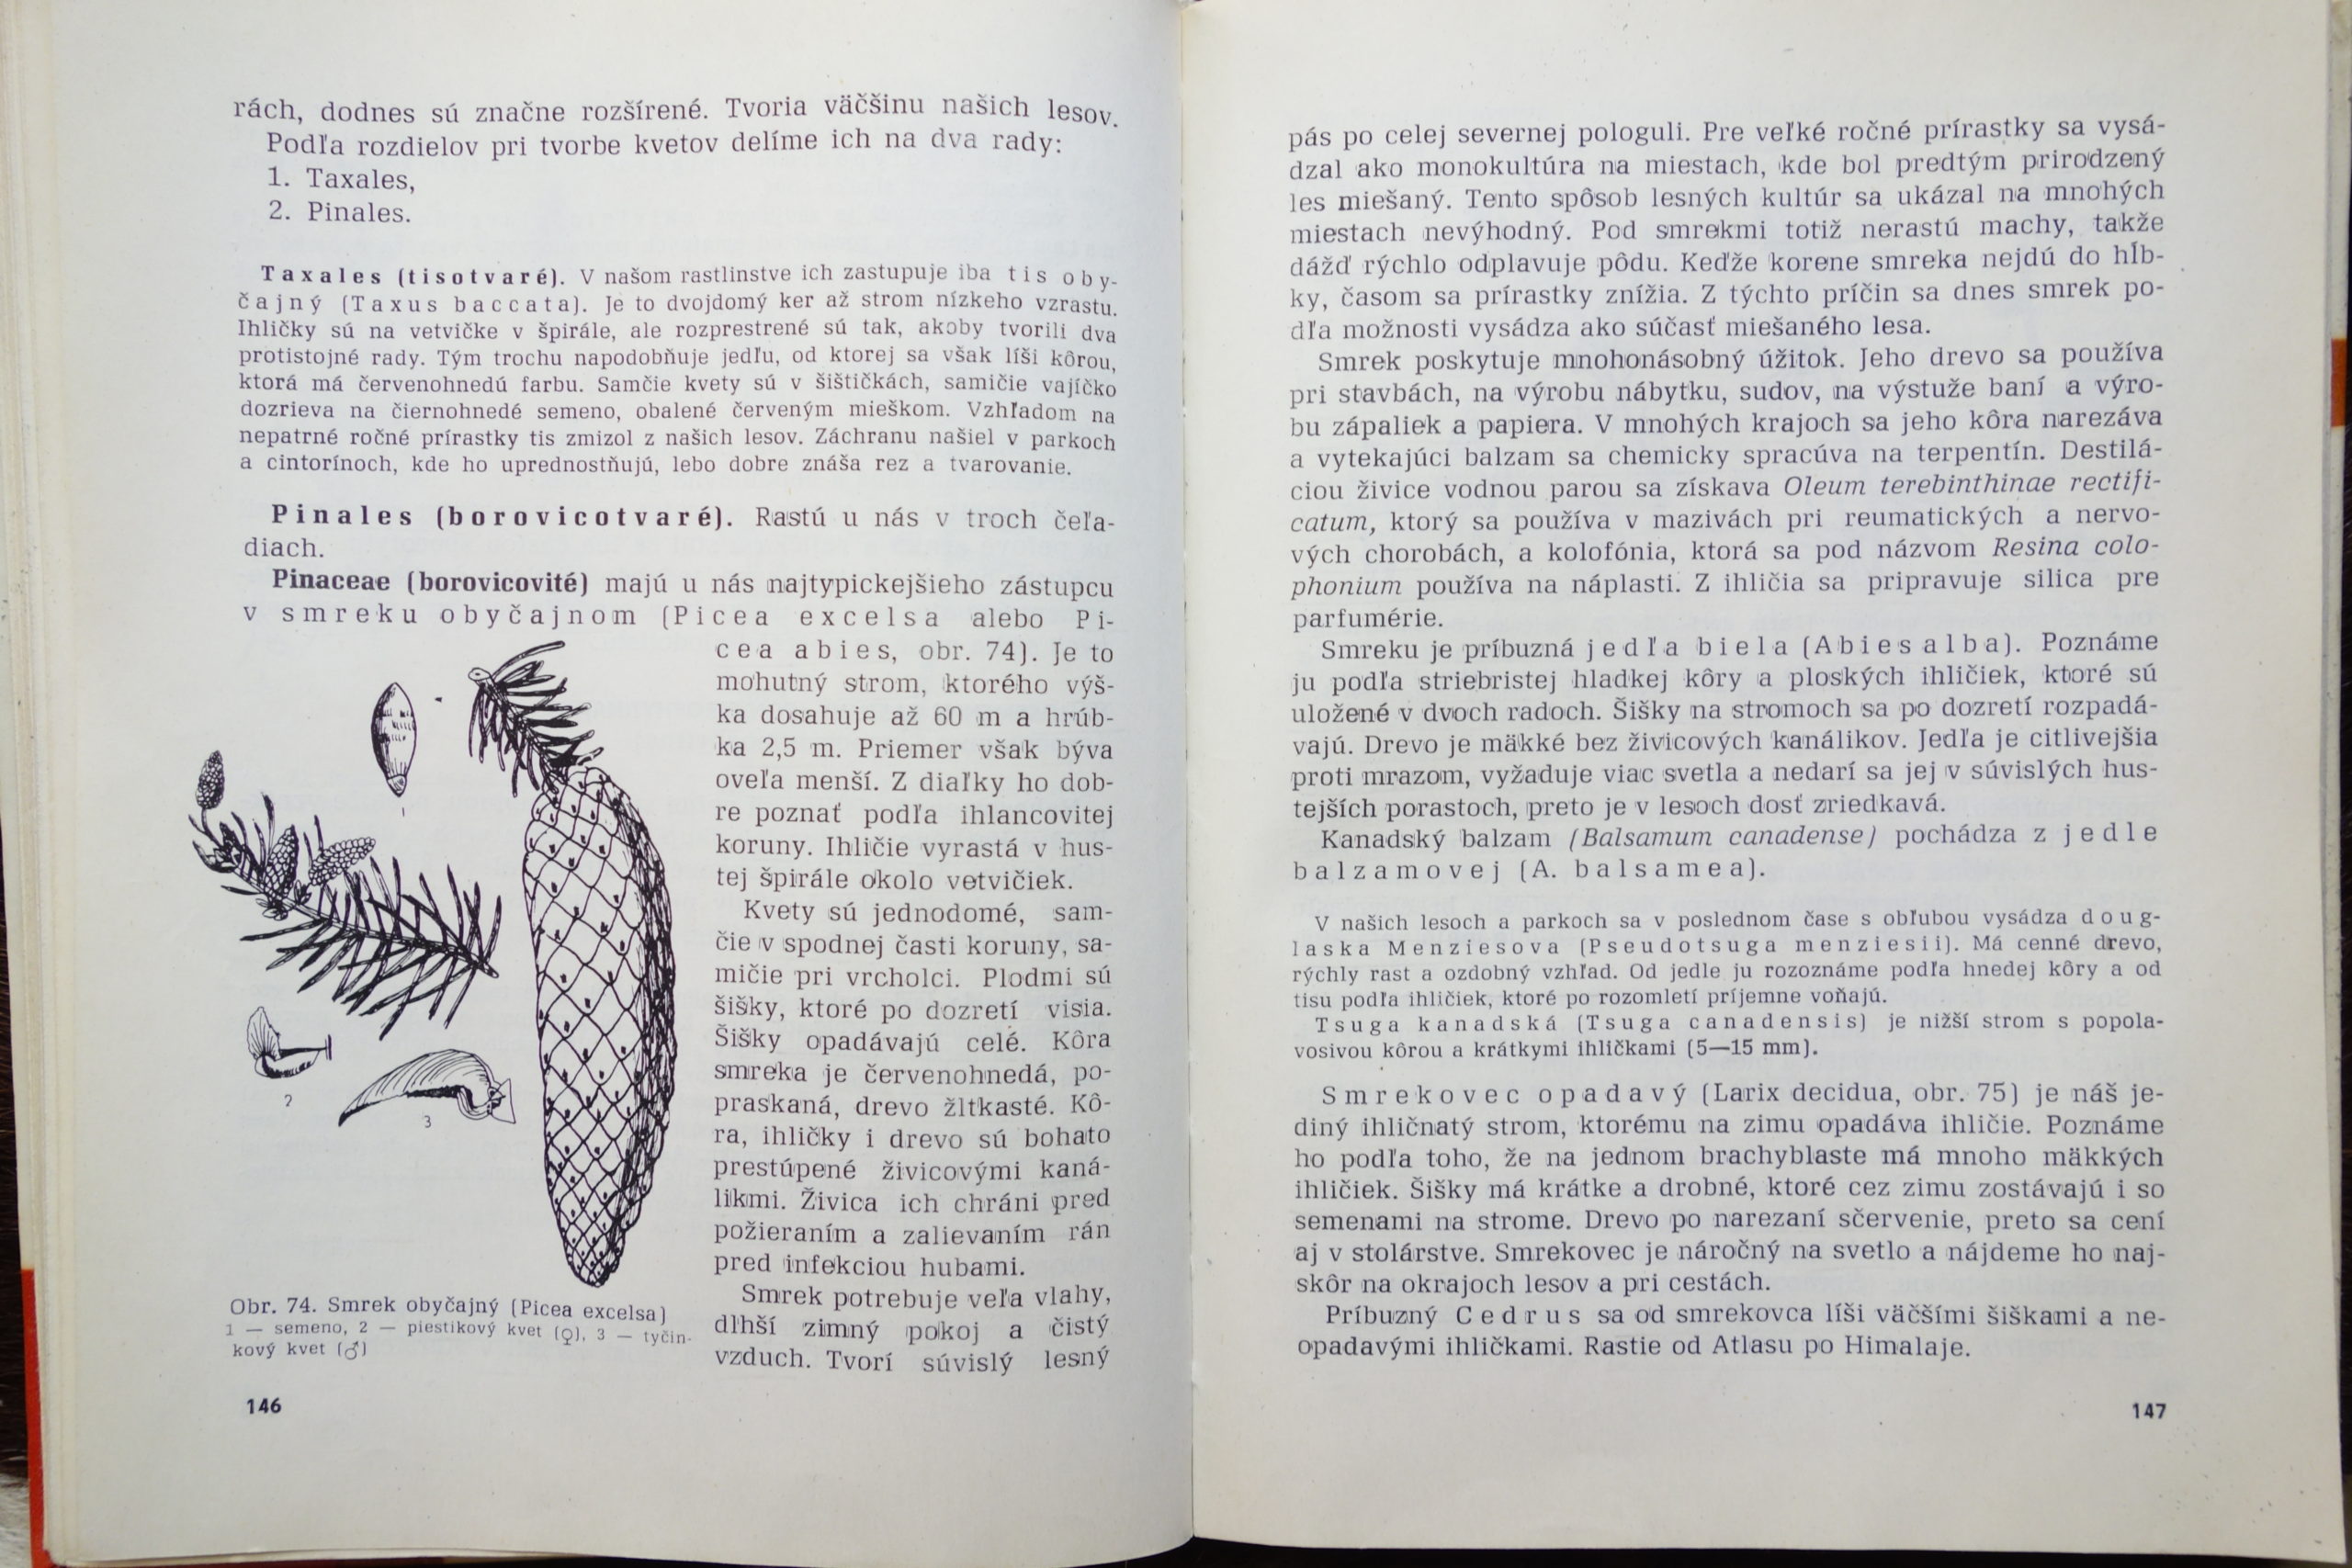 rách, dodnes sú značne rozšírené. Tvoria väčšinu našich lesov.
Podľa rozdielov pri tvorbe kvetov delíme ich na dva rady:
1. Taxales,
2. Pinales.
Taxales (tisotvaré). V našom rastlinstve ich zastupuje iba tis oby-
čajný (Taxus baccata). Je to dvojdomý ker až strom nízkeho vzrastu.
Ihličky sú na vetvičke v špirále, ale rozprestrené sú tak, akoby tvorili dva
protistojné rady. Tým trochu napodobňuje jedľu, od ktorej sa však líši kôrou,
ktorá má červenohnedú farbu. Samčie kvety sú v šištičkách, samičie vajíčko
dozrieva na čiernohnedé semeno, obalené červeným mieškom. Vzhľadom na
nepatrné ročné prírastky tis zmizol z našich lesov. Záchranu našiel v parkoch
a cintorínoch, kde ho uprednostňujú, lebo dobre znáša rez a tvarovanie.
Pinales (borovicotvaré). Rastú u nás v troch čeľa-
diach.
Pinaceae (borovicovité) majú u nás najtypickejšieho zástupcu
v smreku obyčajnom (Picea excelsa alebo Pi-
cea abies, obr. 74). Je to
mohutný strom, ktorého výš-
ka dosahuje až 60 m a hrúb-
ka 2,5 m. Priemer však býva
oveľa menší. Z diaľky ho dob-
re poznať podľa ihlancovitej
koruny. Ihličie vyrastá v hus-
tej špirále okolo vetvičiek.
Kvety sú jednodomé, sam-
čie v spodnej časti koruny, sa-
mičie pri vrcholci. Plodmi sú
šišky, ktoré po dozretí visia.
Šišky opadávajú celé. Kôra
smreka je červenohnedá, po-
praskaná, drevo žltkasté. Kô-
ra, ihličky i drevo sú bohato
prestúpené živicovými kaná-
likmi. Živica ich chráni pred
požieraním a zalievaním rán
pred infekciou hubami.
Smrek potrebuje veľa vlahy,
dlhší zimný pokoj a čistý
vzduch. Tvorí súvislý lesný
1
2
3
Obr. 74. Smrek obyčajný (Picea excelsa)
1 — semeno, 2 — piestikový kvet (♀), 3 — tyčin-
kový kvet (♂)
146
pás po celej severnej pologuli. Pre veľké ročné prírastky sa vysá-
dzal ako monokultúra na miestach, kde bol predtým prirodzený
les miešaný. Tento spôsob lesných kultúr sa ukázal na mnohých
miestach nevýhodný. Pod smrekmi totiž nerastú machy, takže
dážď rýchlo odplavuje pôdu. Keďže korene smreka nejdú do hĺb-
ky, časom sa prírastky znížia. Z týchto príčin sa dnes smrek po-
dľa možnosti vysádza ako súčasť miešaného lesa.
Smrek poskytuje mnohonásobný úžitok. Jeho drevo sa používa
pri stavbách, na výrobu nábytku, sudov, na výstuže baní a výro-
bu zápaliek a papiera. V mnohých krajoch sa jeho kôra narezáva
a vytekajúci balzam sa chemicky spracúva na terpentín. Destilá-
ciou živice vodnou parou sa získava Oleum terebinthinae rectifi-
catum, ktorý sa používa v mazivách pri reumatických a nervo-
vých chorobách, a kolofónia, ktorá sa pod názvom Resina colo-
phonium používa na náplasti. Z ihličia sa pripravuje silica pre
parfumérie.
Smreku je príbuzná jedľa biela (Abies alba). Poznáme
ju podľa striebristej hladkej kôry a ploských ihličiek, ktoré sú
uložené v dvoch radoch. Šišky na stromoch sa po dozretí rozpadá-
vajú. Drevo je mäkké bez živicových kanálikov. Jedľa je citlivejšia
proti mrazom, vyžaduje viac svetla a nedarí sa jej v súvislých hus-
tejších porastoch, preto je v lesoch dosť zriedkavá.
Kanadský balzam (Balsamum canadense) pochádza z jedle
balzamovej (A. balsamea).
V našich lesoch a parkoch sa v poslednom čase s obľubou vysádza doug-
laska Menziesova (Pseudotsuga menziesii). Má cenné drevo,
rýchly rast a ozdobný vzhľad. Od jedle ju rozoznáme podľa hnedej kôry a od
tisu podľa ihličiek, ktoré po rozomletí príjemne voňajú.
Tsuga kanadská (Tsuga canadensis) je nižší strom s popola-
vosivou kôrou a krátkymi ihličkami (5—15 mm).
Smrekovec opadavý (Larix decidua, obr. 75) je náš je-
diný ihličnatý strom, ktorému na zimu opadáva ihličie. Poznáme
ho podľa toho, že na jednom brachyblaste má mnoho mäkkých
ihličiek. Šišky má krátke a drobné, ktoré cez zimu zostávajú i so
semenami na strome. Drevo po narezaní sčervenie, preto sa cení
aj v stolárstve. Smrekovec je náročný na svetlo a nájdeme ho naj-
skôr na okrajoch lesov a pri cestách.
Príbuzný Cedrus sa od smrekovca líši väčšími šiškami a ne-
opadavými ihličkami. Rastie od Atlasu po Himalaje.
147